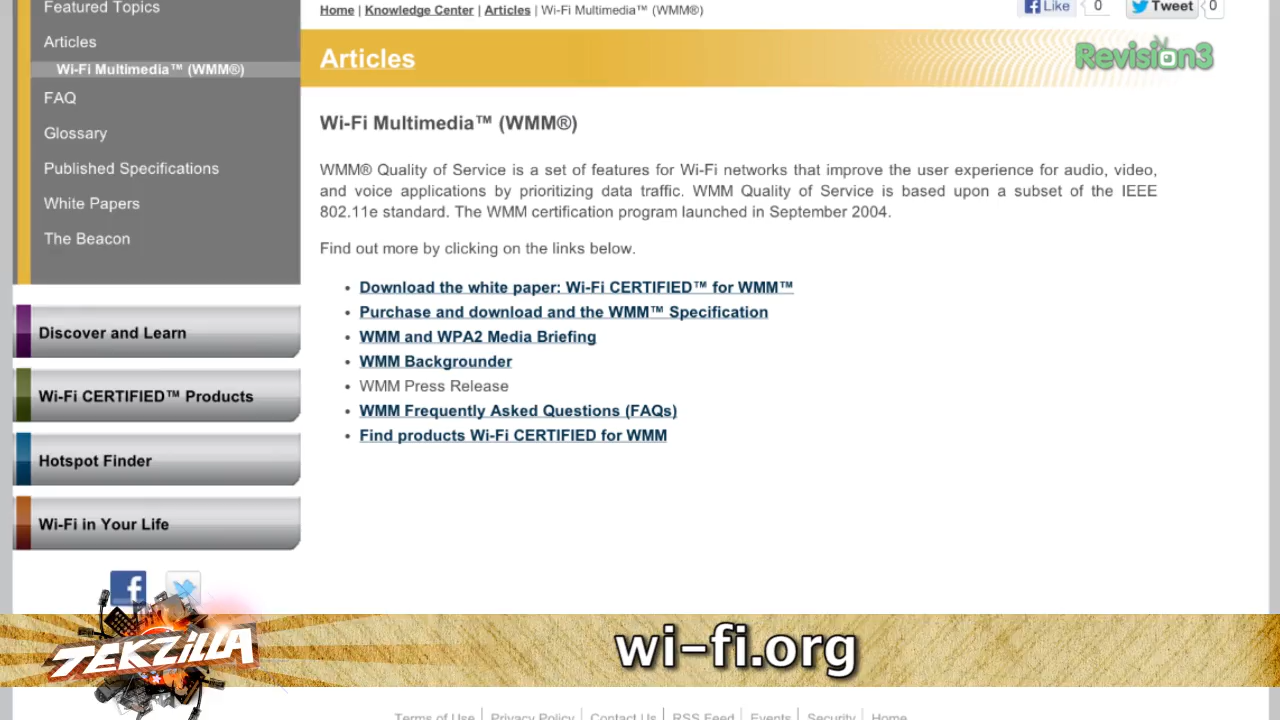 Featured Topics
Articles
Wi-Fi Multimedia™ (WMM®)
FAQ
Glossary
Published Specifications
White Papers
The Beacon
Discover and Learn
Wi-Fi CERTIFIED™ Products
Hotspot Finder
Wi-Fi in Your Life
Home | Knowledge Center | Articles | Wi-Fi Multimedia™ (WMM®)
Like 0 Tweet 0
Articles
Revision3
Wi-Fi Multimedia™ (WMM®)
WMM® Quality of Service is a set of features for Wi-Fi networks that improve the user experience for audio, video,
and voice applications by prioritizing data traffic. WMM Quality of Service is based upon a subset of the IEEE
802.11e standard. The WMM certification program launched in September 2004.
Find out more by clicking on the links below.
• Download the white paper: Wi-Fi CERTIFIED™ for WMM™
• Purchase and download and the WMM™ Specification
• WMM and WPA2 Media Briefing
• WMM Backgrounder
• WMM Press Release
• WMM Frequently Asked Questions (FAQs)
• Find products Wi-Fi CERTIFIED for WMM
TEKZILLA
wi-fi.org
Terms of Use | Privacy Policy | Contact Us | RSS Feed | Events | Security | Home